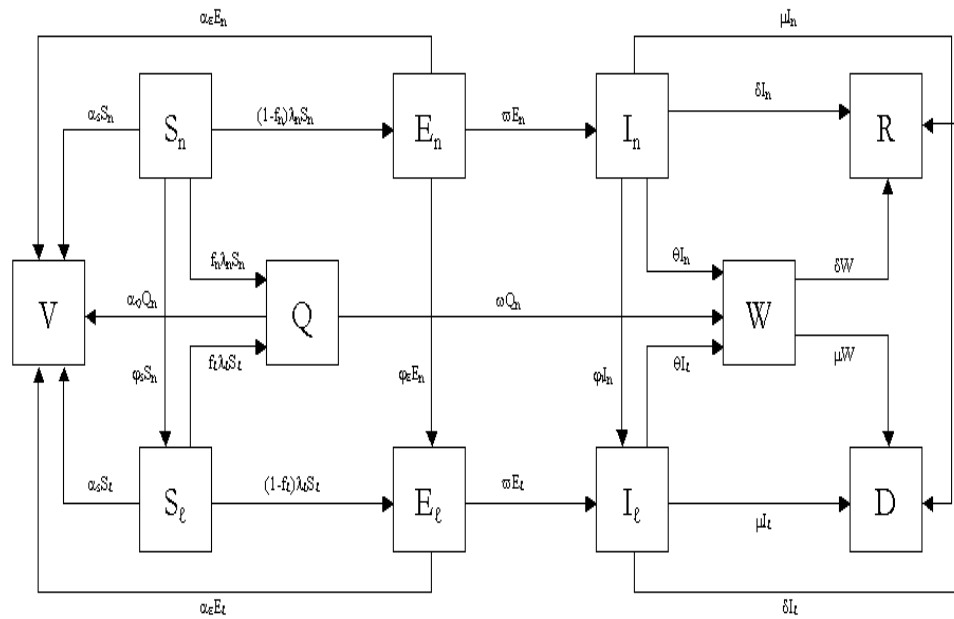 αEEn
μIn
δIn
αsSn
Sn
(1-fn)λnSn
En
ϖEn
In
R
fnλnSn
θIn
δW
V
αQQn
Q
ωQn
W
φsSn
fℓλℓSℓ
φEEn
φIIn
θIℓ
μW
αsSℓ
Sℓ
(1-fℓ)λℓSℓ
Eℓ
ϖEℓ
Iℓ
μIℓ
D
αEEℓ
δIℓ